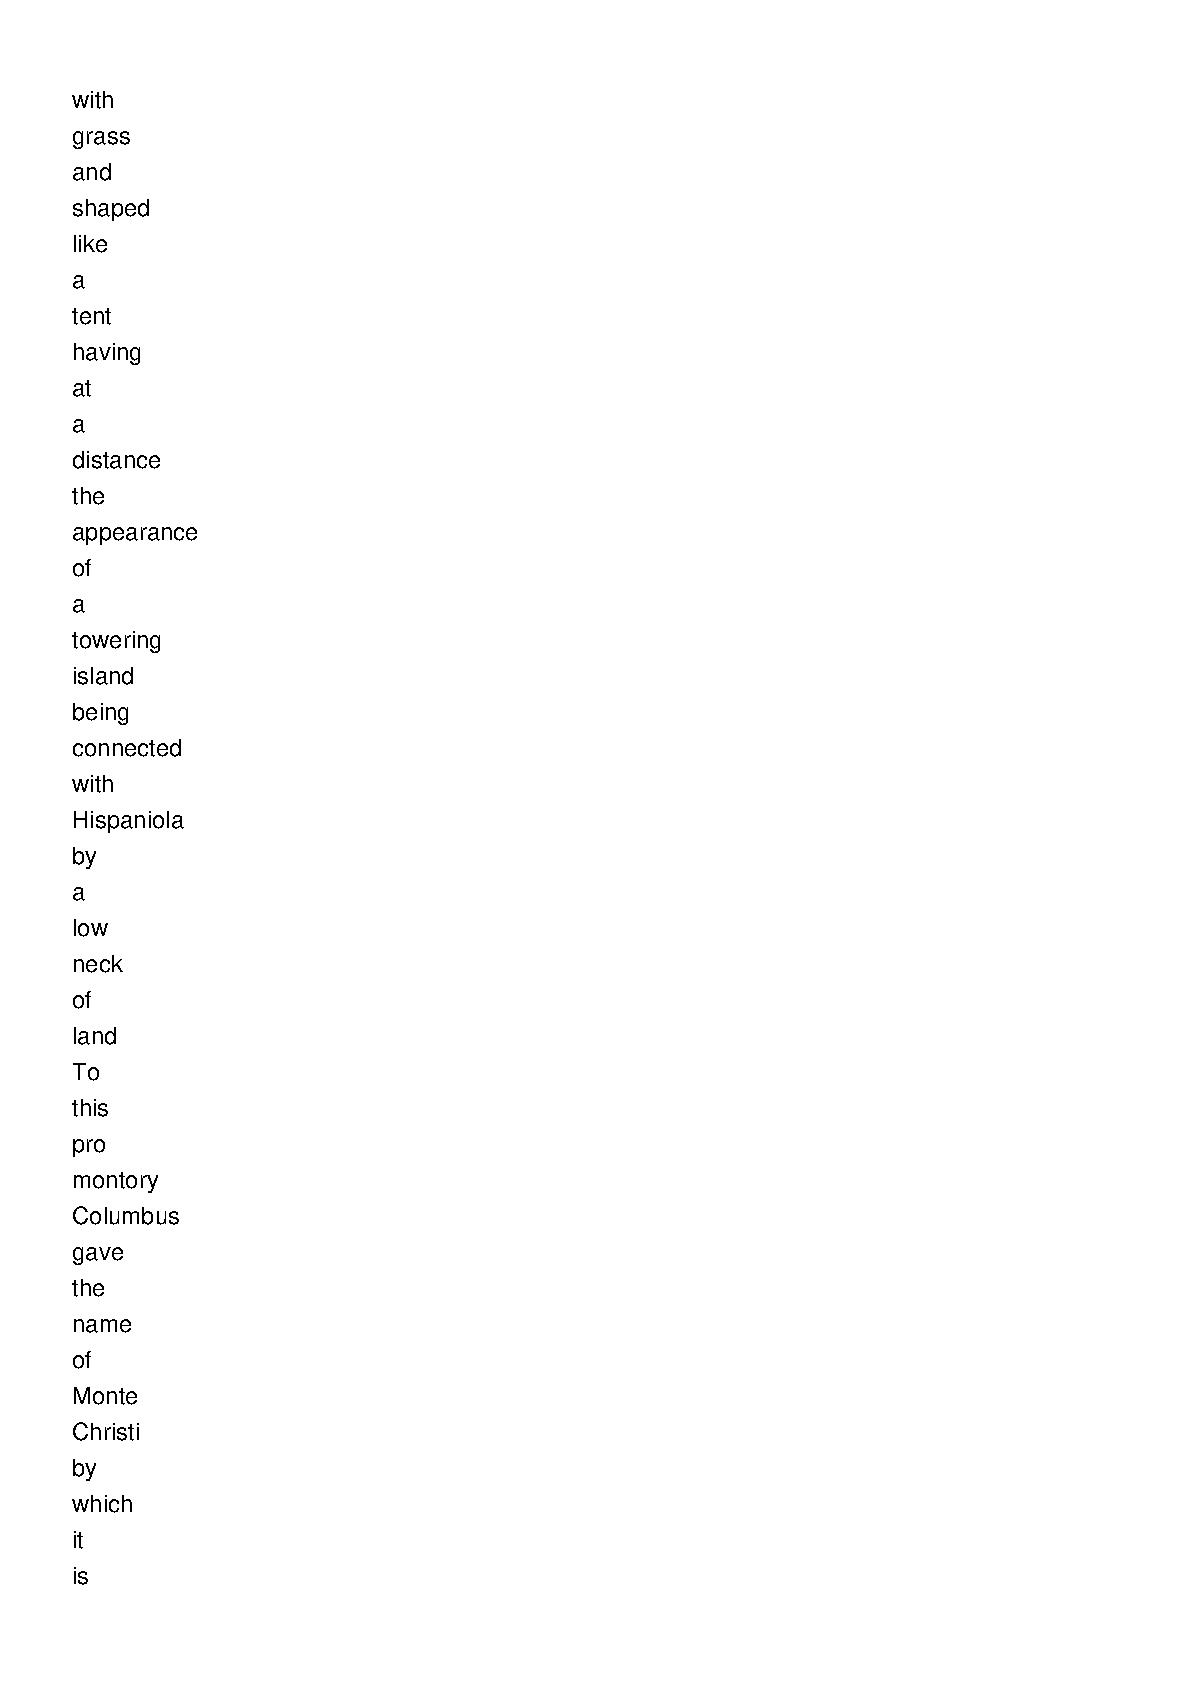 with
grass
and
shaped
like
a
tent
having
at
a
distance
the
appearance
of
a
towering
island
being
connected
with
Hispaniola
by
a
low
neck
of
land
To
this
pro
montory
Columbus
gave
the
name
of
Monte
Christi
by
which
it
is